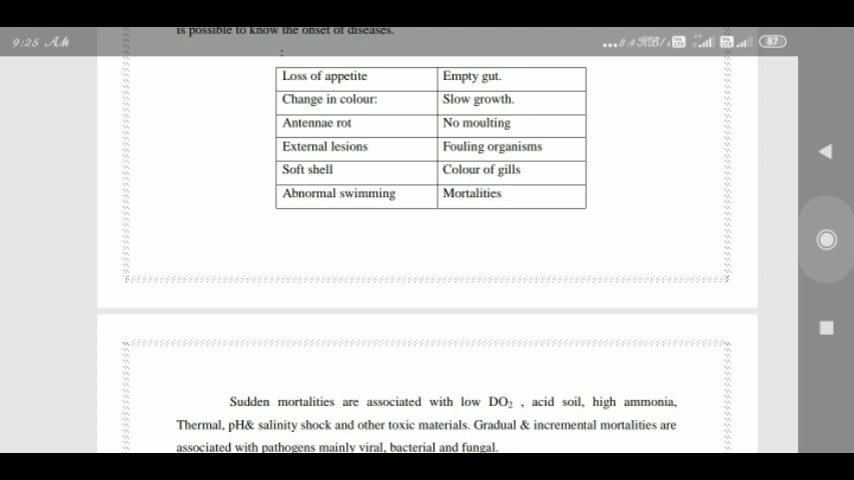 is possible to know the onset of diseases.
9:25 AM
87
:
Loss of appetite Empty gut.
Change in colour: Slow growth.
Antennae rot No moulting
External lesions Fouling organisms
Soft shell Colour of gills
Abnormal swimming Mortalities
Sudden mortalities are associated with low DO₂ , acid soil, high ammonia,
Thermal, pH& salinity shock and other toxic materials. Gradual & incremental mortalities are
associated with pathogens mainly viral, bacterial and fungal.